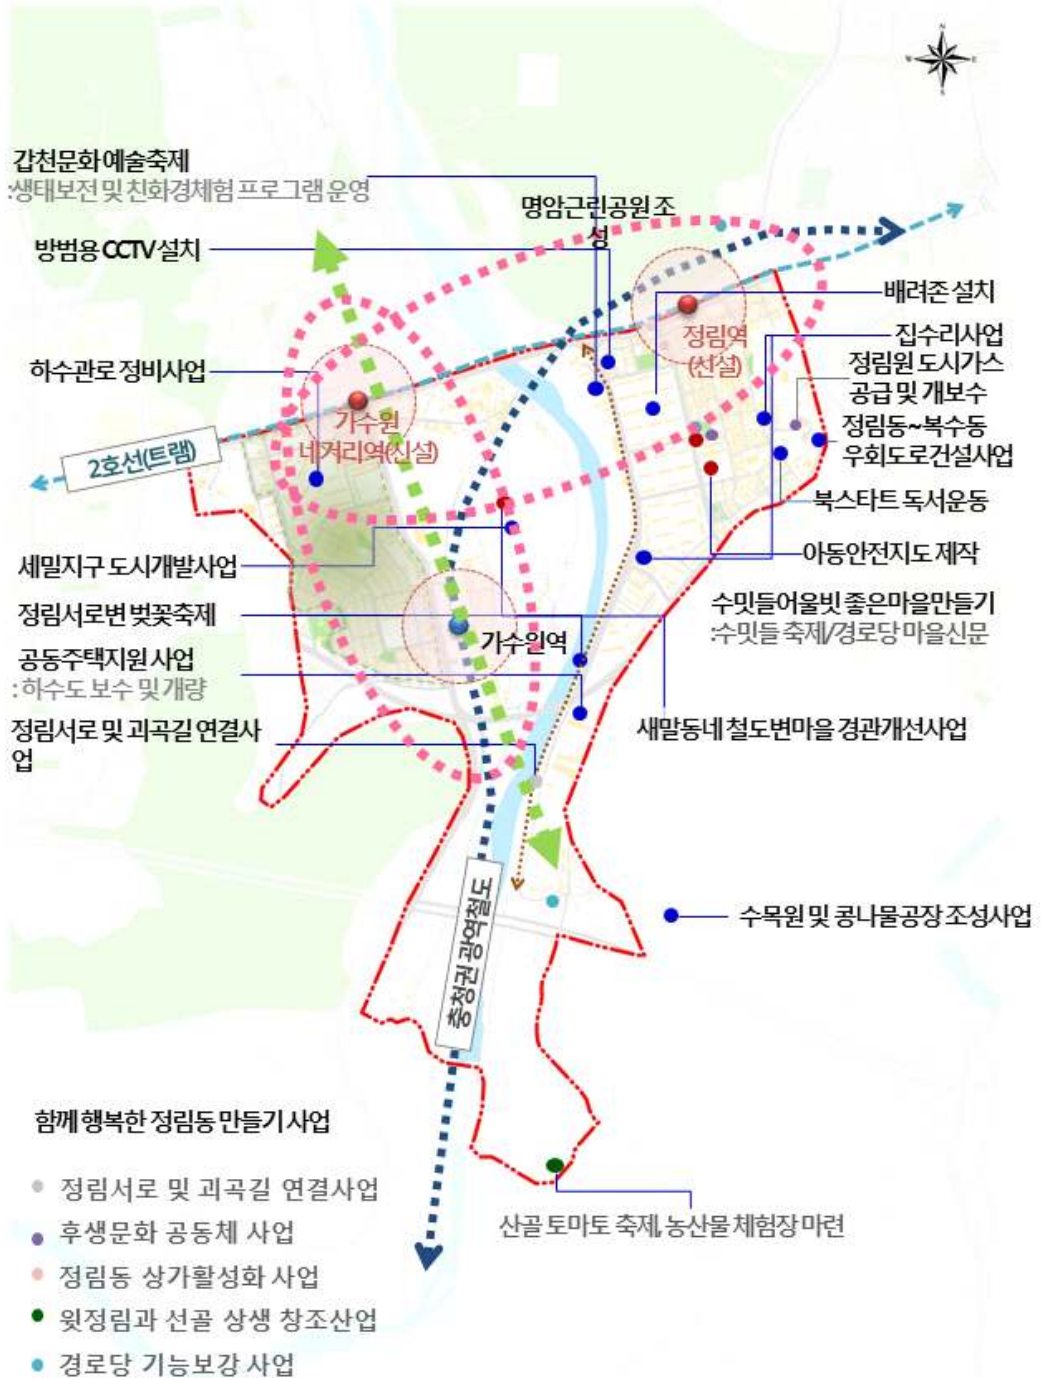 N
W
E
S
갑천문화 예술축제
:생태보전 및 친화경체험 프로그램 운영
명암근린공원 조
성
방범용 CCTV 설치
배려존 설치
정림역
(신설)
집수리사업
하수관로 정비사업
정림원 도시가스
공급 및 개보수
가수원
네거리역(신설)
정림동~복수동
우회도로건설사업
2호선(트램)
북스타트 독서운동
세밀지구 도시개발사업
아동안전지도 제작
정림서로변 벚꽃축제
수밋들어울빗 좋은마을만들기
:수밋들 축제/경로당 마을신문
가수원역
공동주택지원 사업
: 하수도 보수 및 개량
정림서로 및 괴곡길 연결사
업
새말동네 철도변마을 경관개선사업
충청권 광역철도
수목원 및 콩나물공장 조성사업
함께 행복한 정림동 만들기 사업
정림서로 및 괴곡길 연결사업
후생문화 공동체 사업
정림동 상가활성화 사업
윗정림과 선골 상생 창조산업
경로당 기능보강 사업
산골 토마토 축제, 농산물 체험장 마련